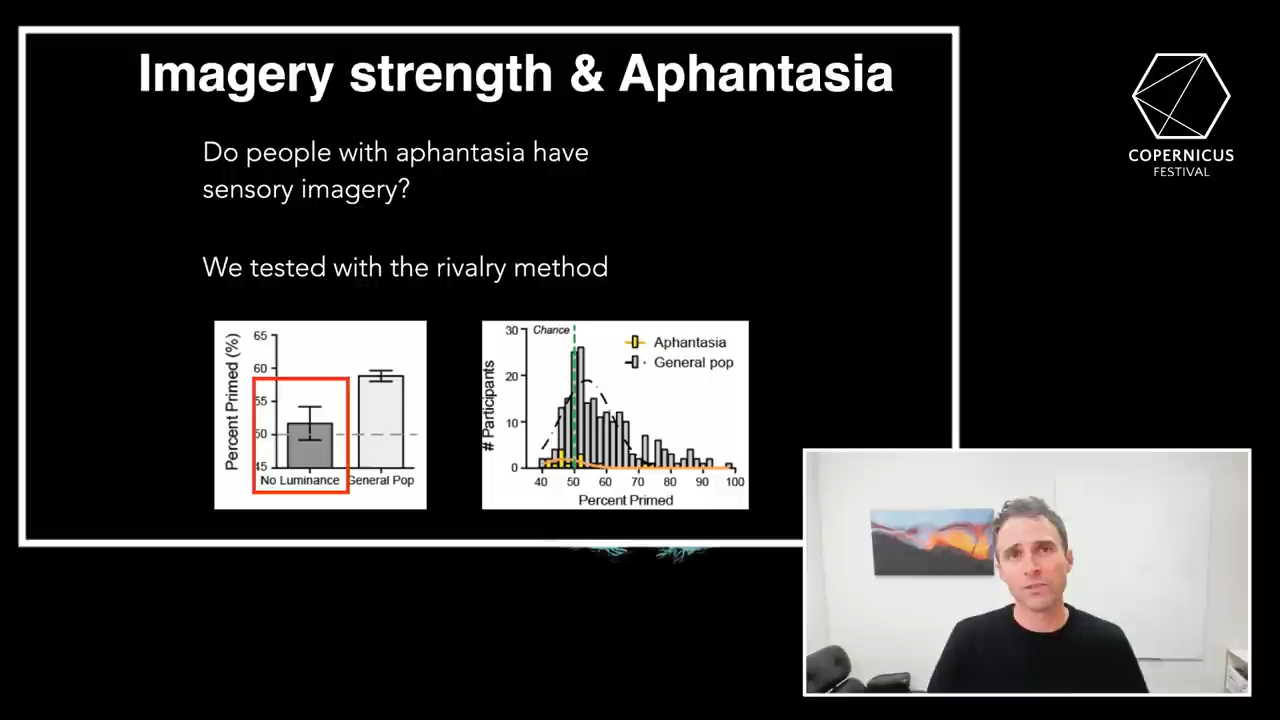 Imagery strength & Aphantasia
COPERNICUS
FESTIVAL
Do people with aphantasia have
sensory imagery?
We tested with the rivalry method
Percent Primed (%)
65
60
55
50
45
No Luminance
General Pop
# Participants
30
20
10
0
Chance
Aphantasia
General pop
40 50 60 70 80 90 100
Percent Primed